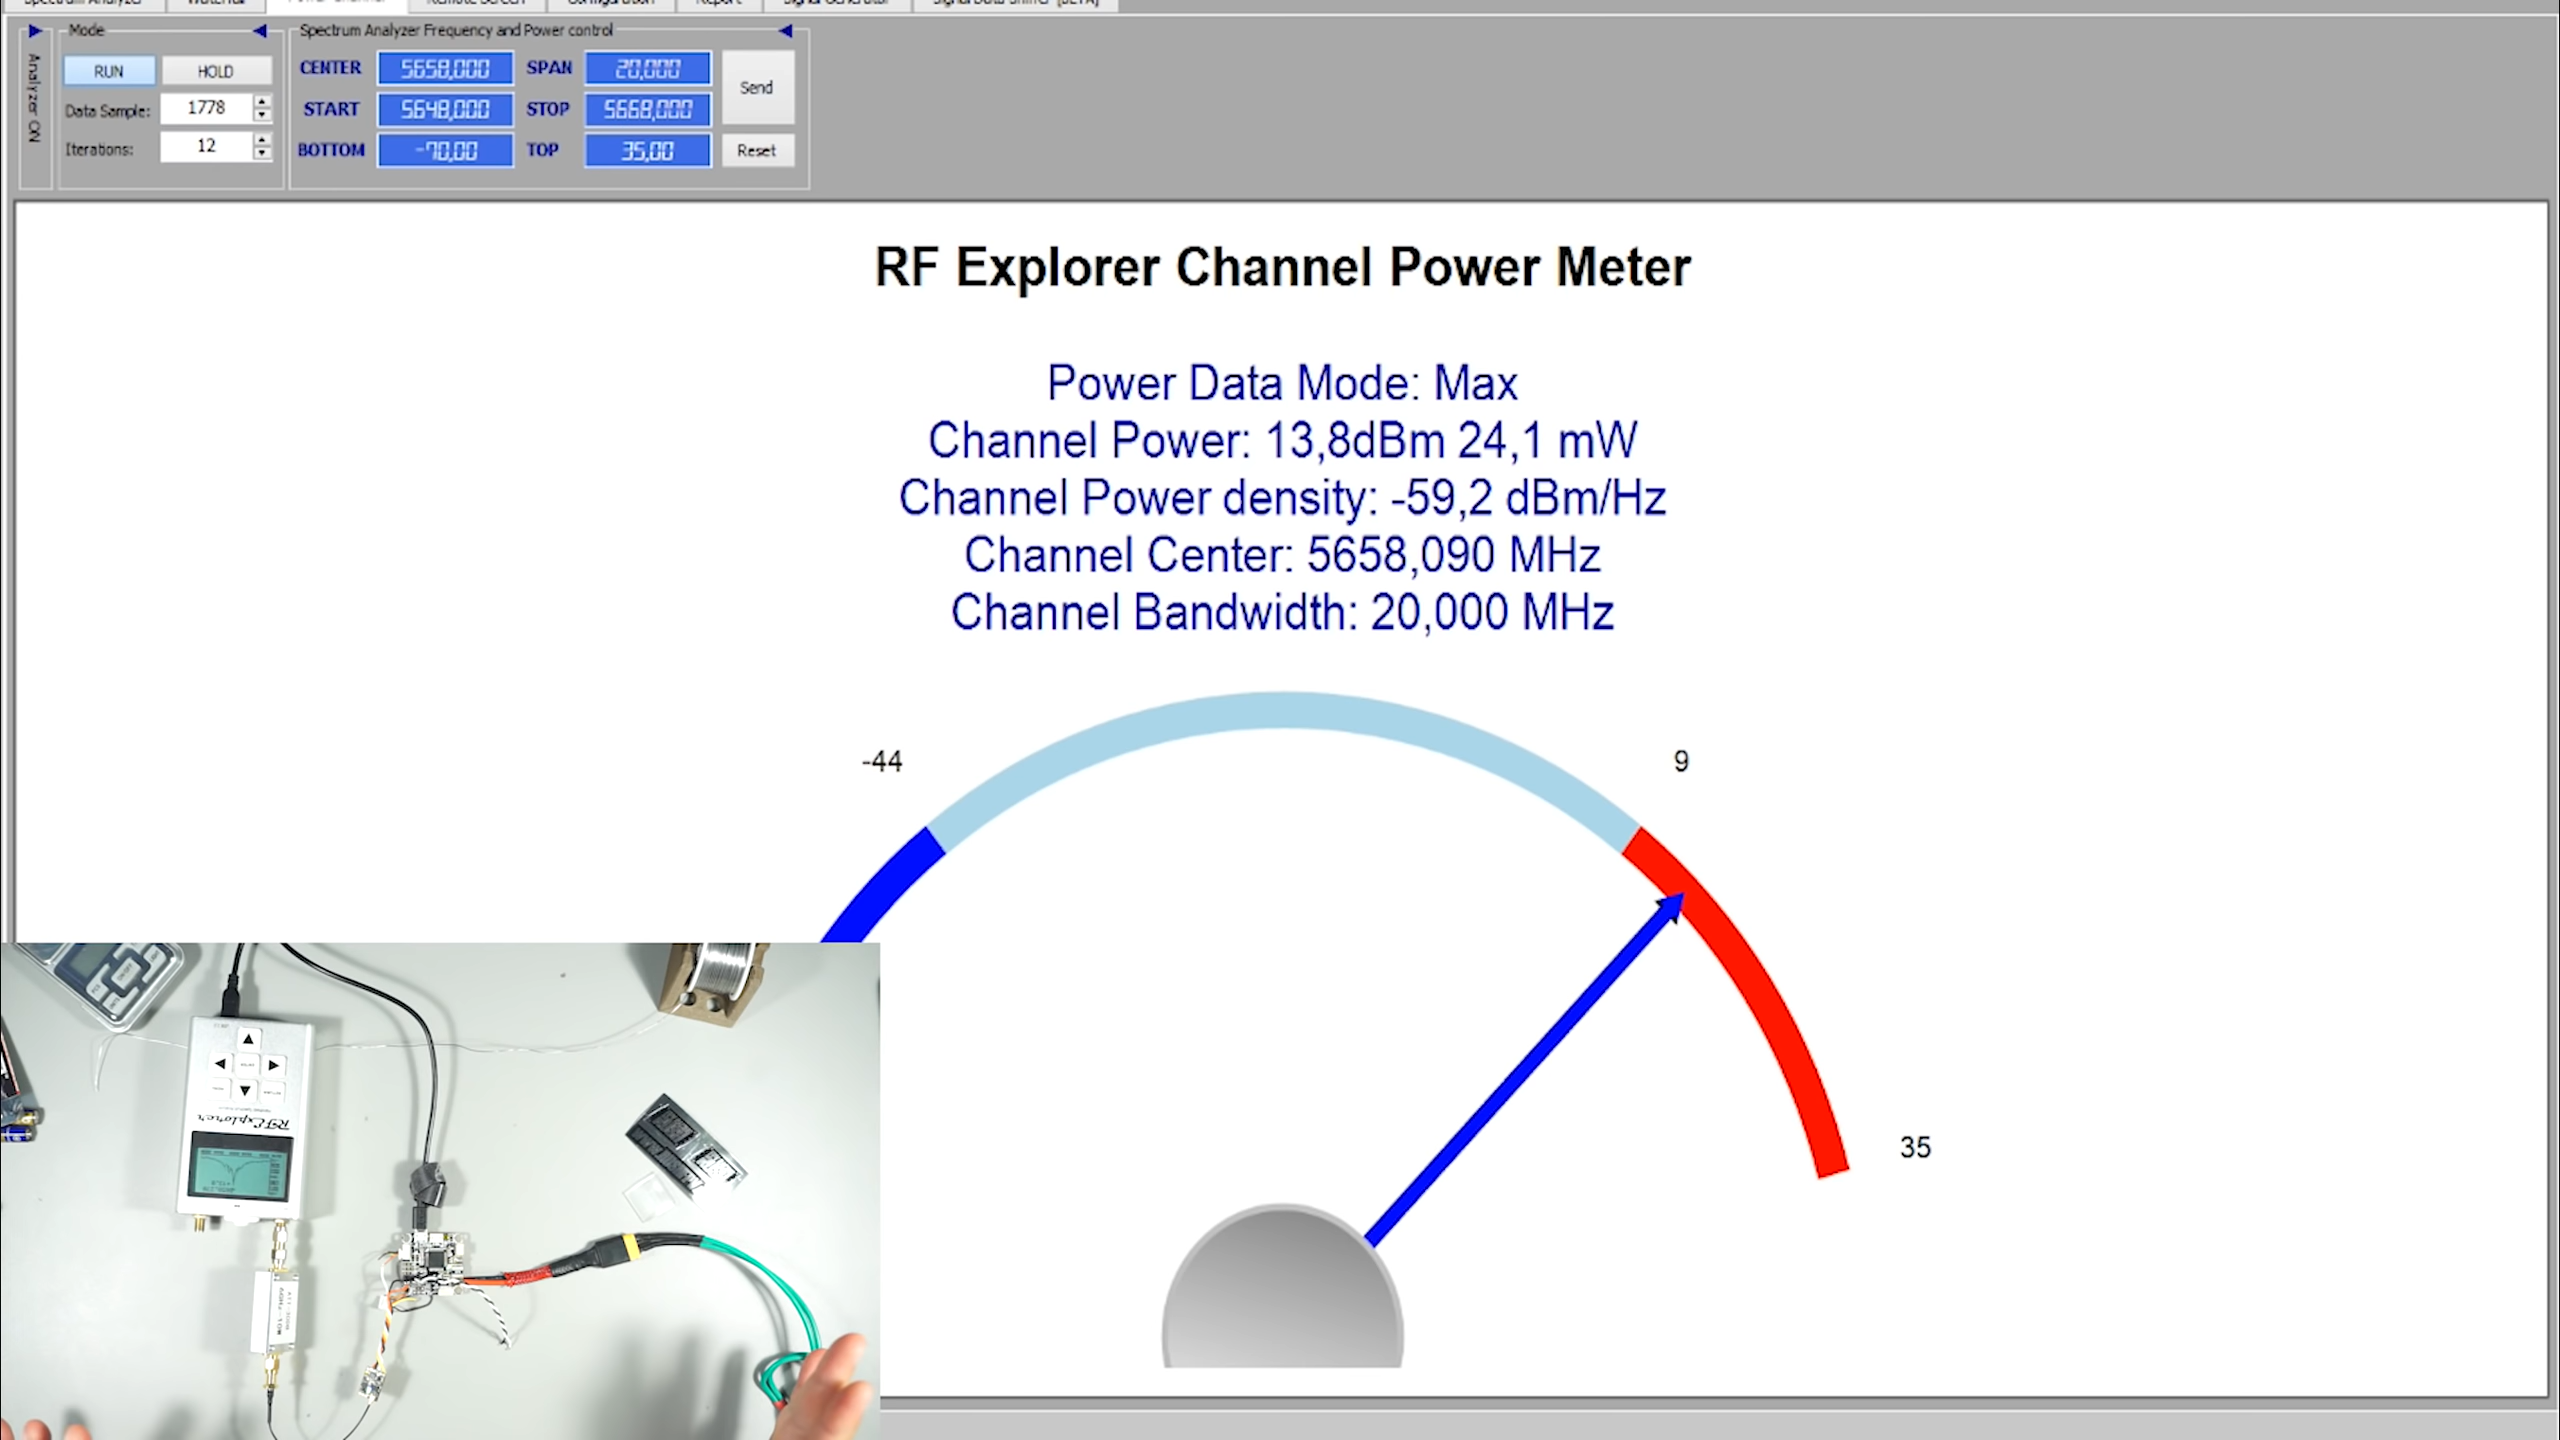 Mode
Spectrum Analyzer Frequency and Power control
Analyzer ON
RUN HOLD
CENTER 5658,000 SPAN 20,000
Send
Data Sample: 1778
START 5648,000 STOP 5668,000
Iterations: 12
BOTTOM -70,00 TOP 35,00
Reset
RF Explorer Channel Power Meter
Power Data Mode: Max
Channel Power: 13,8dBm 24,1 mW
Channel Power density: -59,2 dBm/Hz
Channel Center: 5658,090 MHz
Channel Bandwidth: 20,000 MHz
-44
9
35
RF Explorer